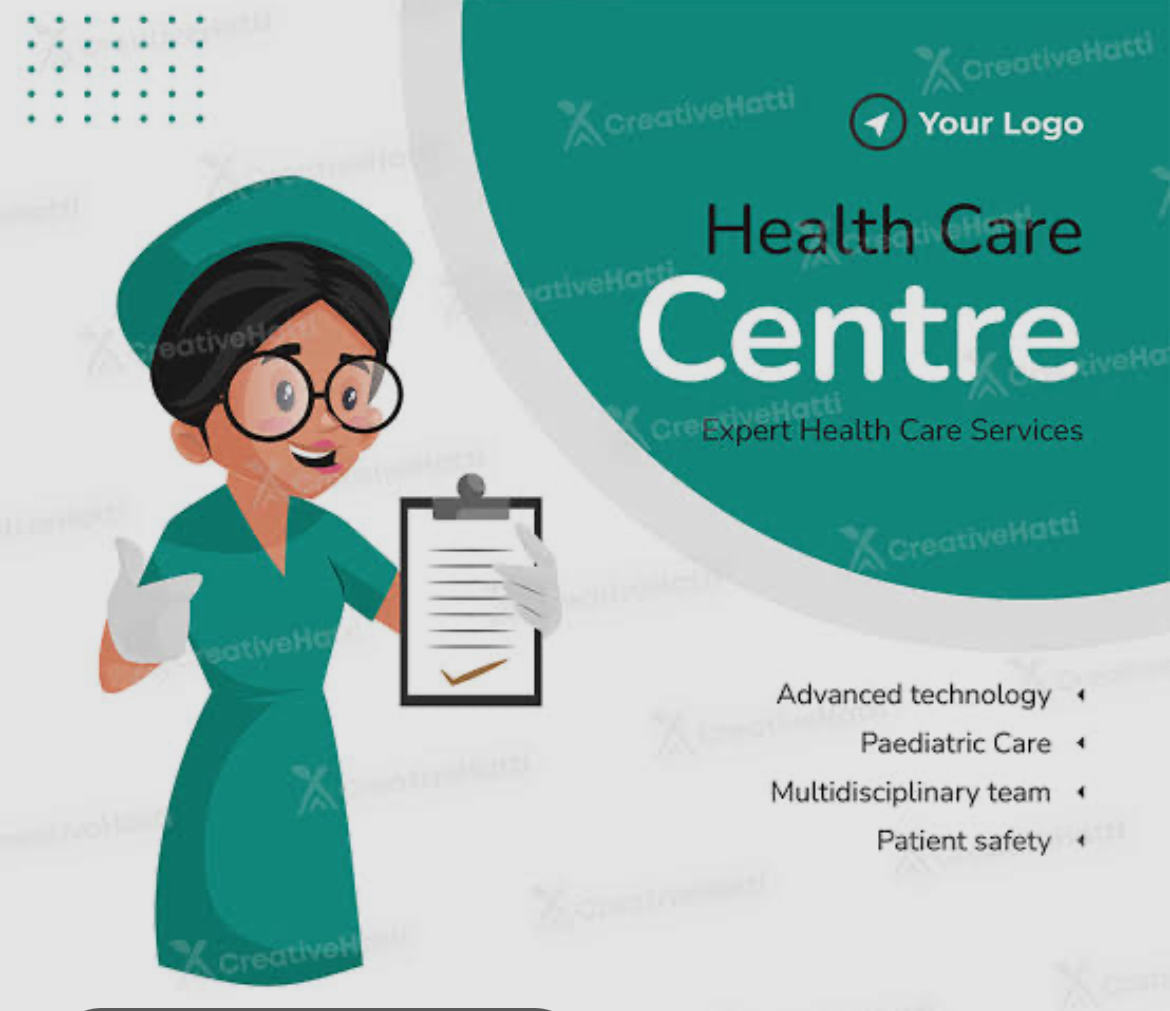 Your Logo
Health Care
Centre
Expert Health Care Services
Advanced technology
Paediatric Care
Multidisciplinary team
Patient safety
CreativeHatti